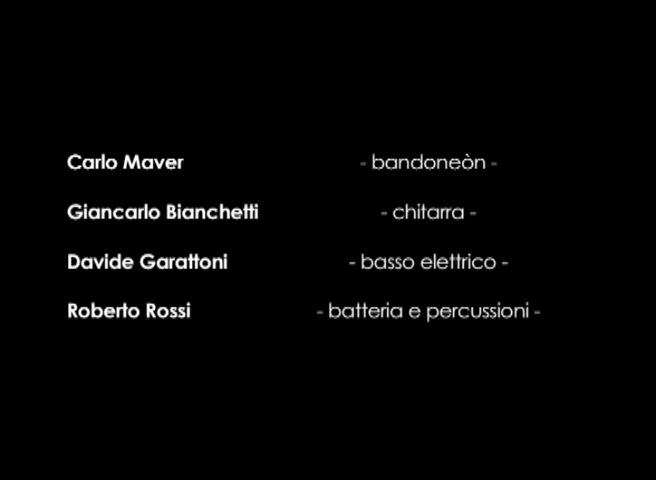 Carlo Maver - bandoneòn -
Giancarlo Bianchetti - chitarra -
Davide Garattoni - basso elettrico -
Roberto Rossi - batteria e percussioni -